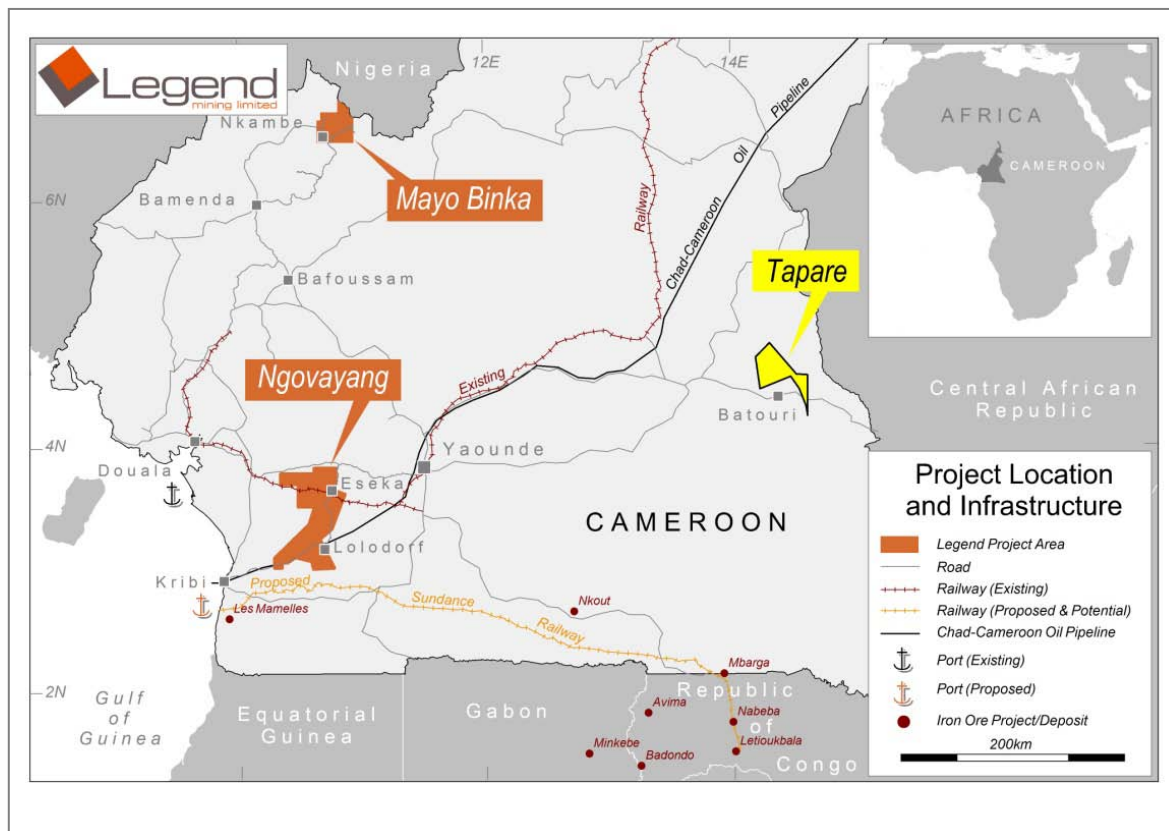 Legend
mining limited
Nigeria
12E
14E
Nkambe
Mayo Binka
6N
Bamenda
Bafoussam
Railway
Chad-Cameroon
Oil
Pipeline
Tapare
AFRICA
CAMEROON
Central African
Republic
Ngovayang
Existing
Batouri
4N
Douala
Yaounde
Eseka
CAMEROON
Lolodorf
Kribi
Proposed
Sundance
Railway
Les Mamelles
Nkout
Mbarga
2N
Gulf
of
Guinea
Equatorial
Guinea
Gabon
Republic
of
Congo
Avima
Nabeba
Minkebe
Badondo
Letioukbala
Project Location
and Infrastructure
Legend Project Area
Road
Railway (Existing)
Railway (Proposed & Potential)
Chad-Cameroon Oil Pipeline
Port (Existing)
Port (Proposed)
Iron Ore Project/Deposit
200km